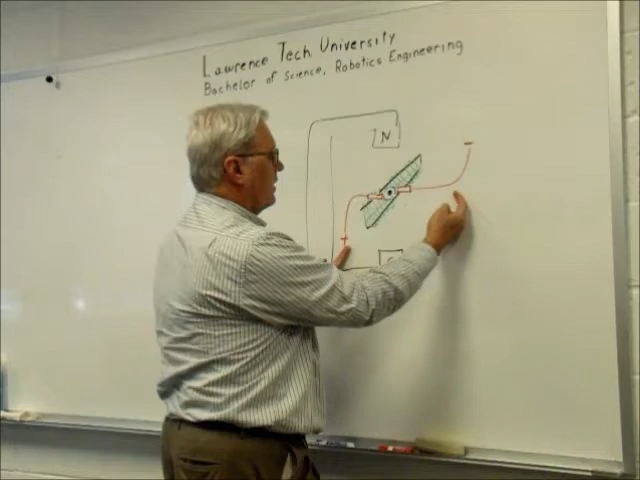 Lawrence Tech University
Bachelor of Science, Robotics Engineering
N